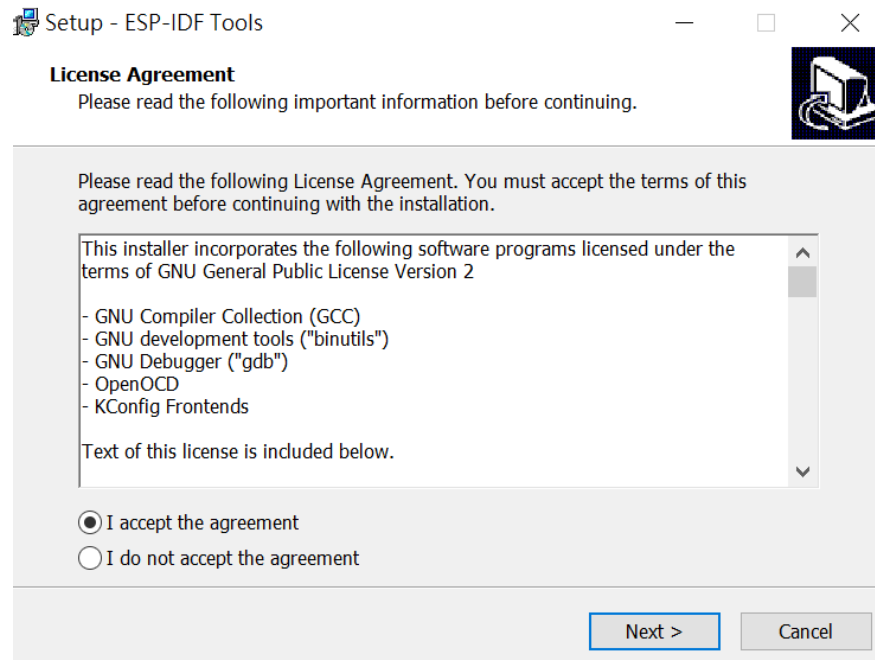 Setup - ESP-IDF Tools
License Agreement
Please read the following important information before continuing.
Please read the following License Agreement. You must accept the terms of this
agreement before continuing with the installation.
This installer incorporates the following software programs licensed under the
terms of GNU General Public License Version 2
- GNU Compiler Collection (GCC)
- GNU development tools ("binutils")
- GNU Debugger ("gdb")
- OpenOCD
- KConfig Frontends
Text of this license is included below.
I accept the agreement
I do not accept the agreement
Next >
Cancel